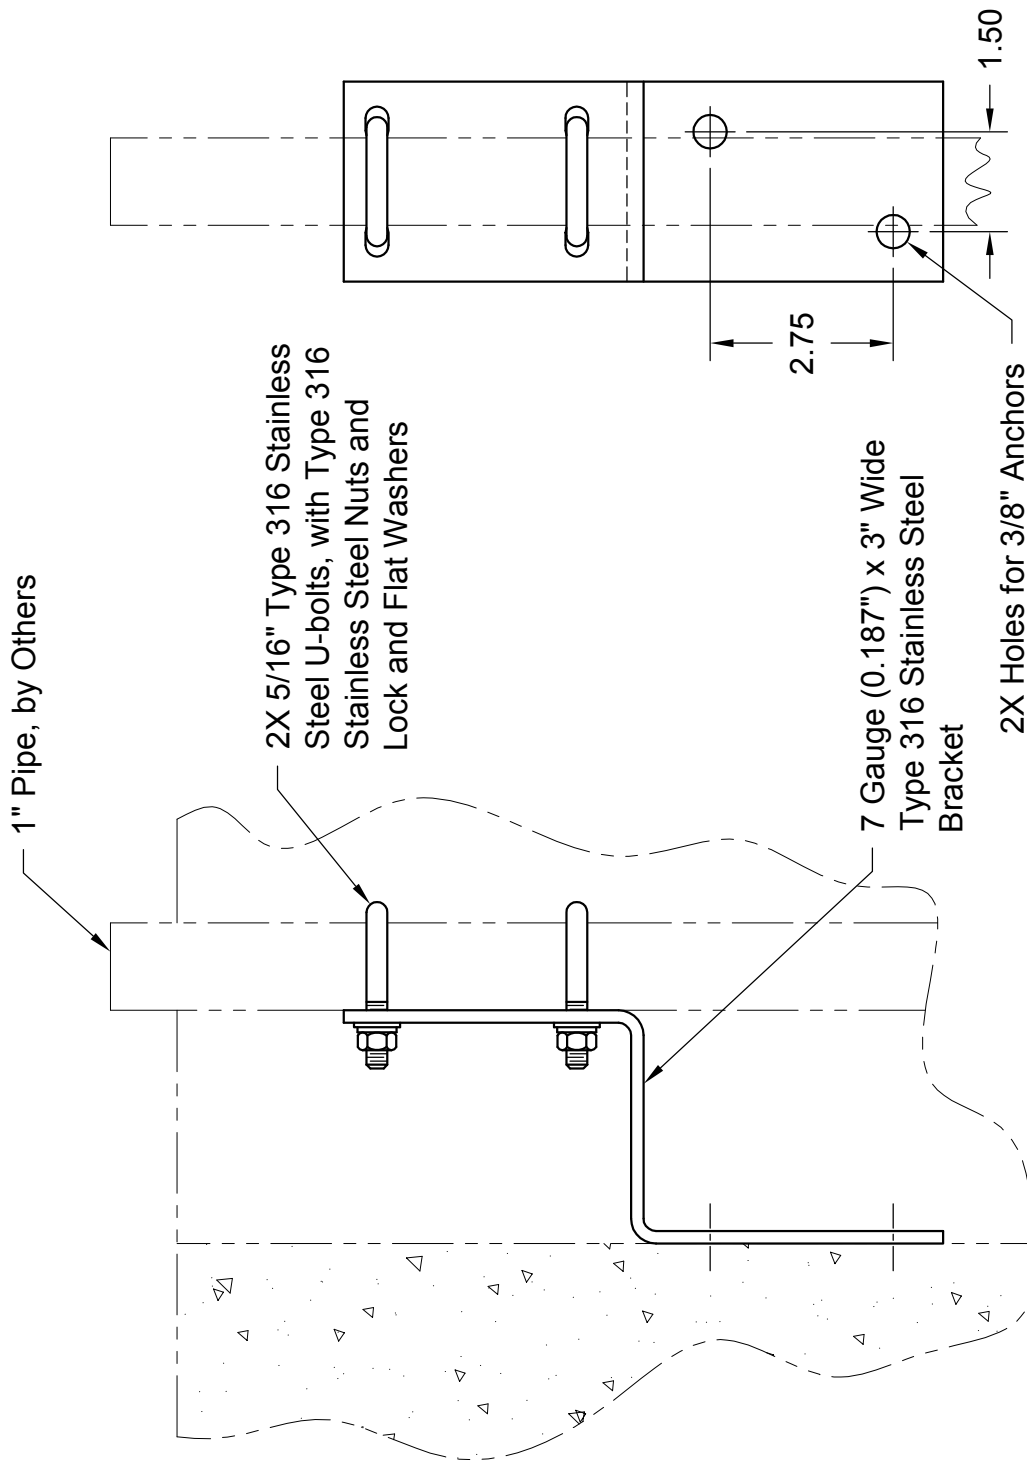 1" Pipe, by Others
2X 5/16" Type 316 Stainless
Steel U-bolts, with Type 316
Stainless Steel Nuts and
Lock and Flat Washers
7 Gauge (0.187") x 3" Wide
Type 316 Stainless Steel
Bracket
2.75
1.50
2X Holes for 3/8" Anchors